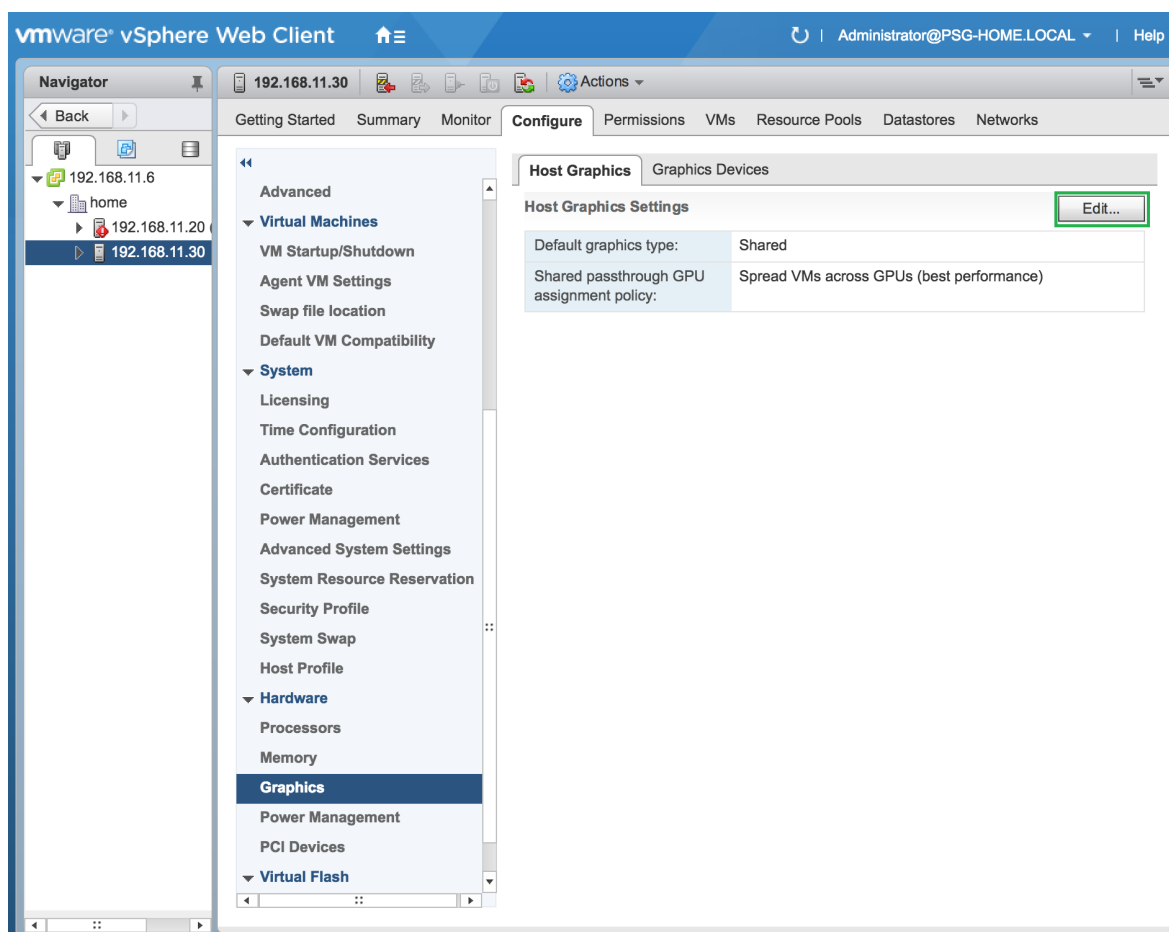 vmware® vSphere Web Client
Administrator@PSG-HOME.LOCAL
Help
Navigator
Back
192.168.11.6
home
192.168.11.20 (
192.168.11.30
192.168.11.30
Actions
Getting Started Summary Monitor Configure Permissions VMs Resource Pools Datastores Networks
Advanced
Virtual Machines
VM Startup/Shutdown
Agent VM Settings
Swap file location
Default VM Compatibility
System
Licensing
Time Configuration
Authentication Services
Certificate
Power Management
Advanced System Settings
System Resource Reservation
Security Profile
System Swap
Host Profile
Hardware
Processors
Memory
Graphics
Power Management
PCI Devices
Virtual Flash
Host Graphics Graphics Devices
Host Graphics Settings
Edit...
Default graphics type: Shared
Shared passthrough GPU Spread VMs across GPUs (best performance)
assignment policy: